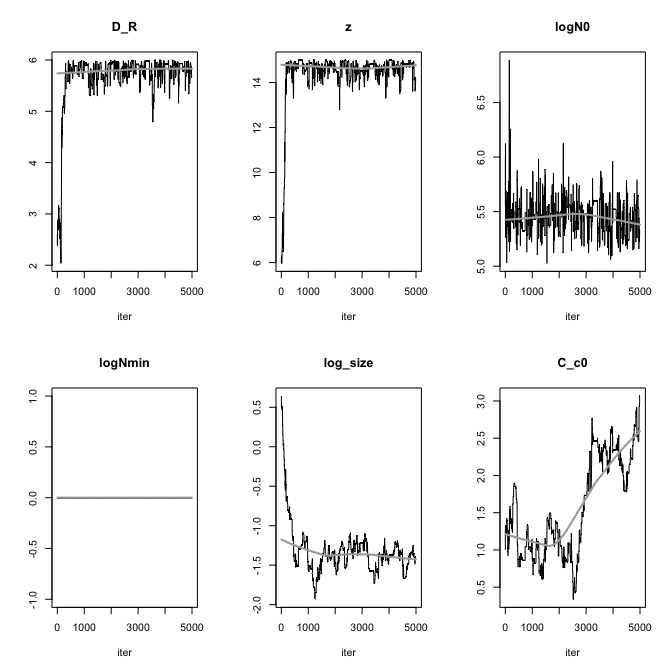 D_R z logN0
6 5 4 3 2
0 1000 3000 5000
iter
14 12 10 8 6
0 1000 3000 5000
iter
6.5 6.0 5.5 5.0
0 1000 3000 5000
iter
logNmin log_size C_c0
1.0 0.5 0.0 -0.5 -1.0
0 1000 3000 5000
iter
0.5 0.0 -0.5 -1.0 -1.5 -2.0
0 1000 3000 5000
iter
3.0 2.5 2.0 1.5 1.0 0.5
0 1000 3000 5000
iter